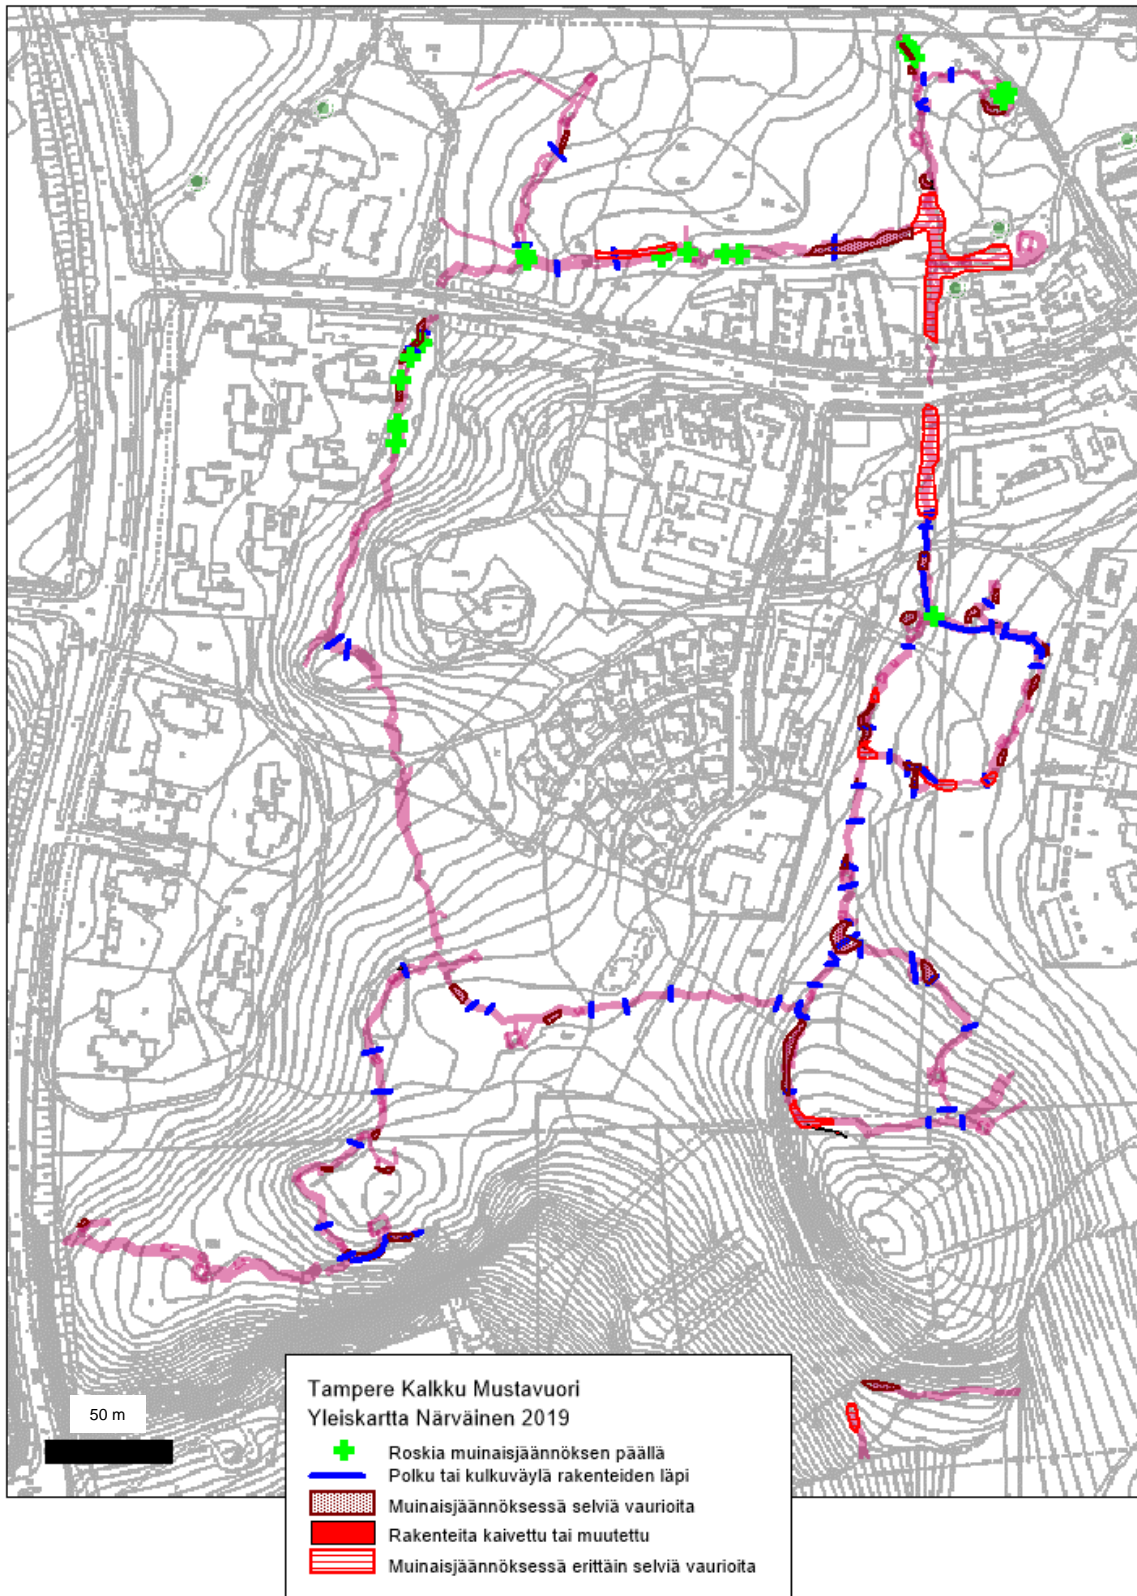 50 m
Tampere Kalkku Mustavuori
Yleiskartta Närväinen 2019
Roskia muinaisjäännöksen päällä
Polku tai kulkuväylä rakenteiden läpi
Muinaisjäännöksessä selviä vaurioita
Rakenteita kaivettu tai muutettu
Muinaisjäännöksessä erittäin selviä vaurioita